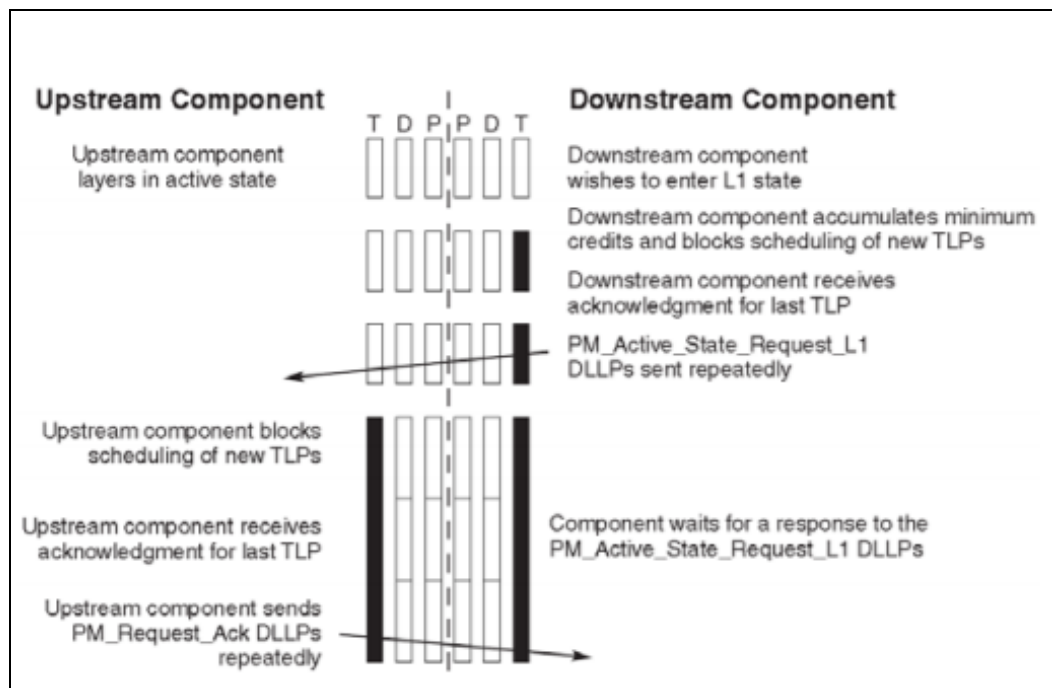 Upstream Component
Downstream Component
T D P P D T
Upstream component
layers in active state
Downstream component
wishes to enter L1 state
Downstream component accumulates minimum
credits and blocks scheduling of new TLPs
Downstream component receives
acknowledgment for last TLP
PM_Active_State_Request_L1
DLLPs sent repeatedly
Upstream component blocks
scheduling of new TLPs
Upstream component receives
acknowledgment for last TLP
Component waits for a response to the
PM_Active_State_Request_L1 DLLPs
Upstream component sends
PM_Request_Ack DLLPs
repeatedly